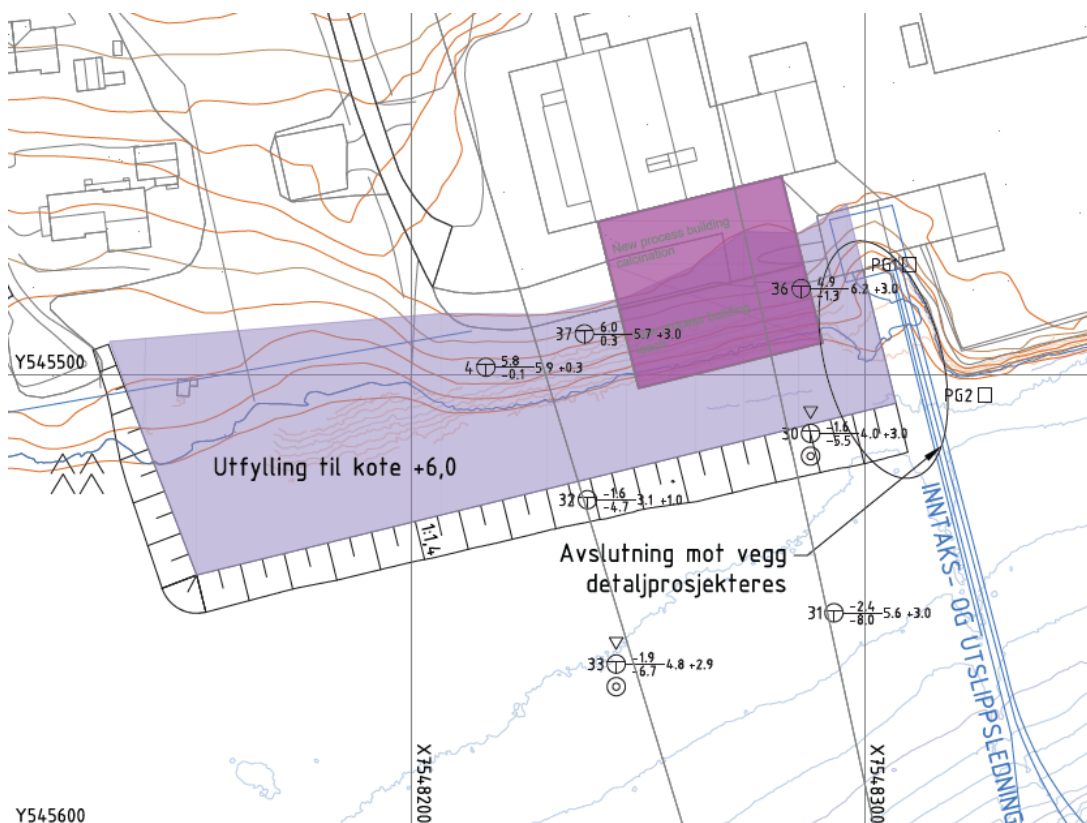 New process building
calcination
PG1
36 4.9 -1.3 6.2 +3.0
37 6.0 0.3 5.7 +3.0
process building
Y545500
4 5.8 -0.1 5.9 +0.3
PG2
30 -1.6 -5.5 4.0 +3.0
Utfylling til kote +6,0
32 -1.6 -4.7 3.1 +1.0
1:1,4
Avslutning mot vegg
detaljprosjekteres
INNTAKS- OG UTSLIPPSLEDNING
31 -2.4 -8.0 5.6 +3.0
33 -1.9 -6.7 4.8 +2.9
X7548200
X7548300
Y545600